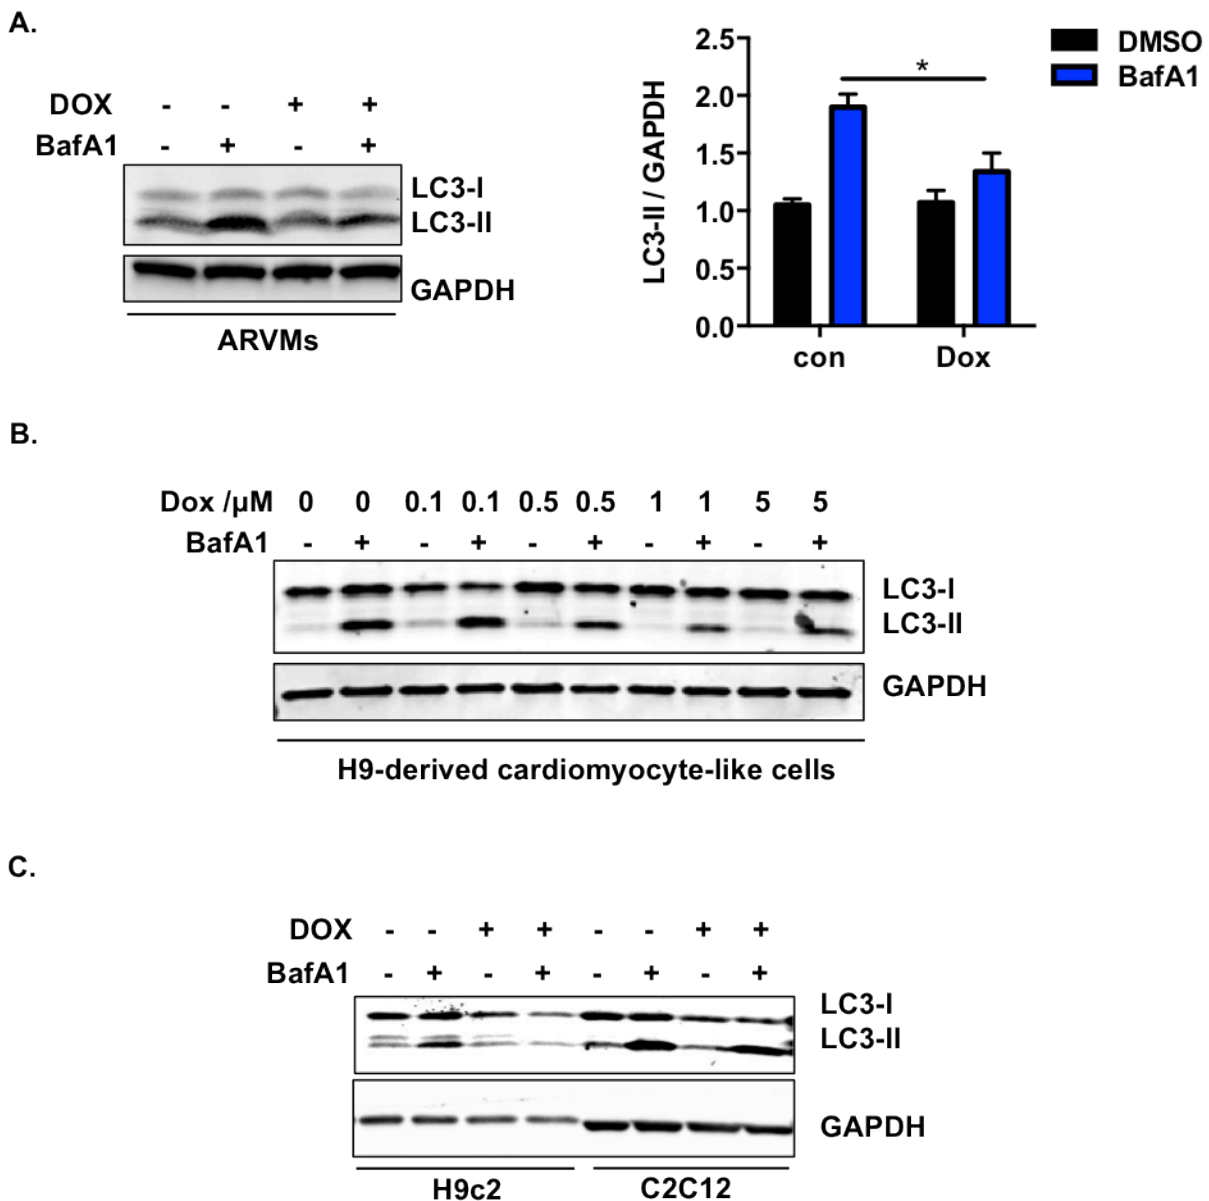 A.
DOX - - + +
BafA1 - + - +
LC3-I
LC3-II
GAPDH
ARVMs
2.5
2.0
1.5
1.0
0.5
0.0
LC3-II / GAPDH
*
con Dox
DMSO
BafA1
B.
Dox /µM 0 0 0.1 0.1 0.5 0.5 1 1 5 5
BafA1 - + - + - + - + - +
LC3-I
LC3-II
GAPDH
H9-derived cardiomyocyte-like cells
C.
DOX - - + + - - + +
BafA1 - + - + - + - +
LC3-I
LC3-II
GAPDH
H9c2 C2C12